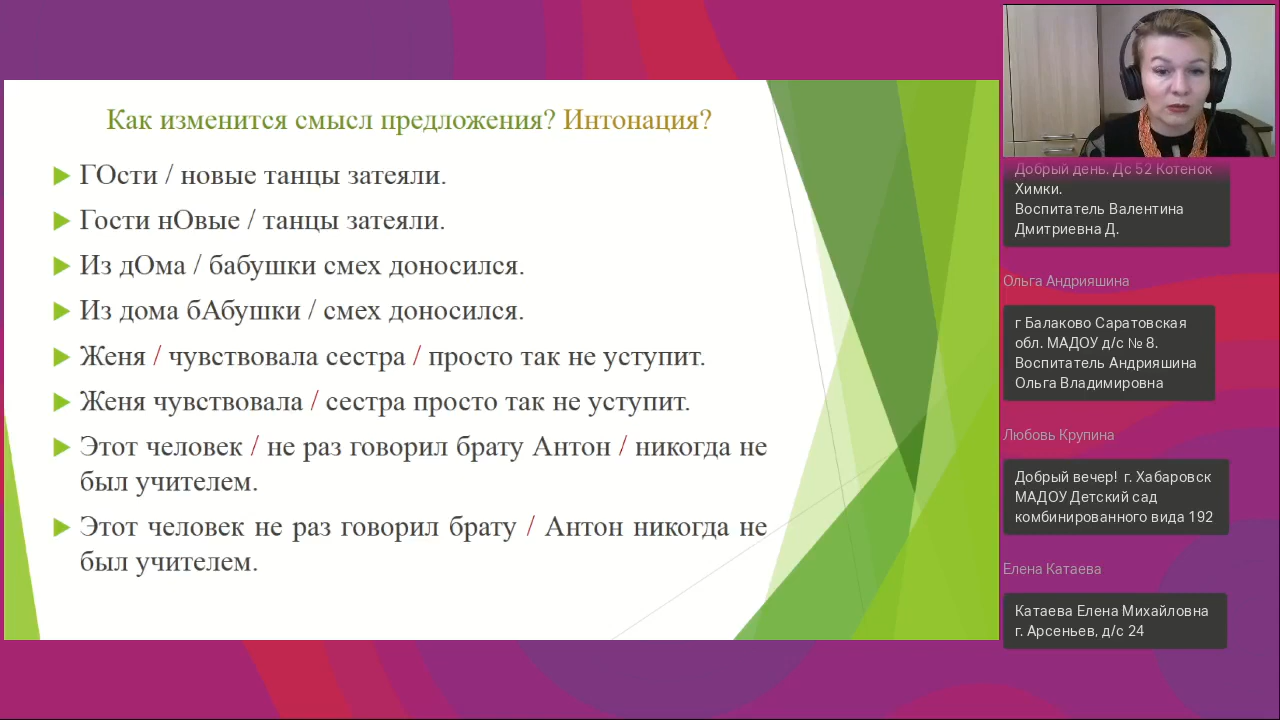 Как изменится смысл предложения? Интонация?
ГОсти / новые танцы затеяли.
Гости нОвые / танцы затеяли.
Из дОма / бабушки смех доносился.
Из дома бАбушки / смех доносился.
Женя / чувствовала сестра / просто так не уступит.
Женя чувствовала / сестра просто так не уступит.
Этот человек / не раз говорил брату Антон / никогда не
был учителем.
Этот человек не раз говорил брату / Антон никогда не
был учителем.
Добрый день. Дс 52 Котенок
Химки.
Воспитатель Валентина
Дмитриевна Д.
Ольга Андрияшина
г Балаково Саратовская
обл. МАДОУ д/с № 8.
Воспитатель Андрияшина
Ольга Владимировна
Любовь Крупина
Добрый вечер! г. Хабаровск
МАДОУ Детский сад
комбинированного вида 192
Елена Катаева
Катаева Елена Михайловна
г. Арсеньев, д/с 24